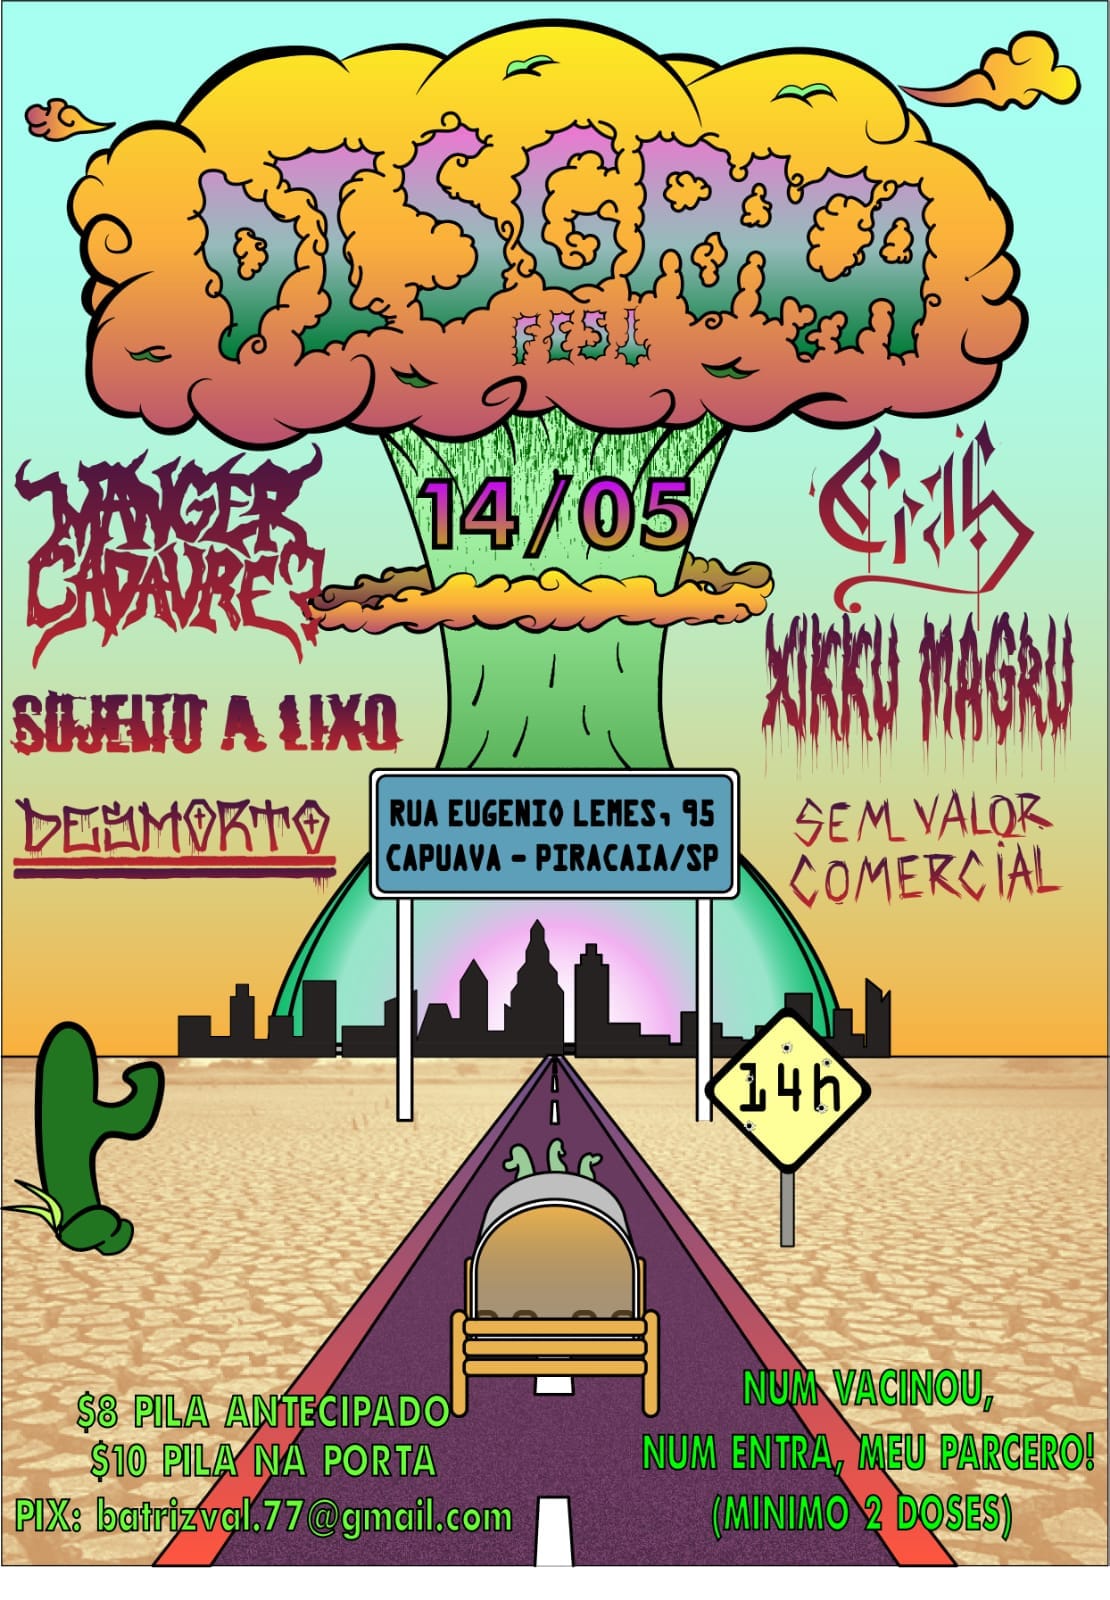 DISGRAÇA
FEST
14/05
MANGER
CADAVRE?
SUJEITO A LIXO
DESMORTO
XIKKU MAGRU
SEM VALOR
COMERCIAL
RUA EUGENIO LEMES, 95
CAPUAVA - PIRACAIA/SP
14h
$8 PILA ANTECIPADO
$10 PILA NA PORTA
PIX: batrizval.77@gmail.com
NUM VACINOU,
NUM ENTRA, MEU PARCERO!
(MINIMO 2 DOSES)